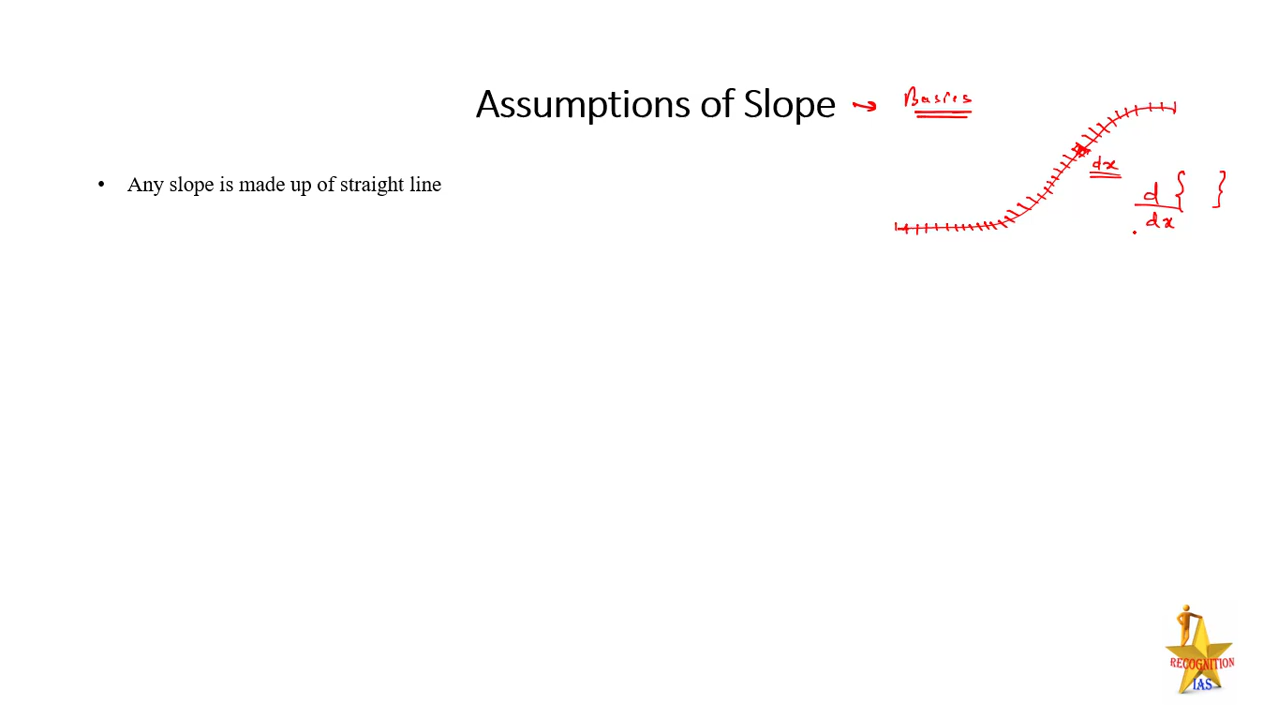 Assumptions of Slope → Basics
• Any slope is made up of straight line
dx
d { }
dx
RECOGNITION
IAS